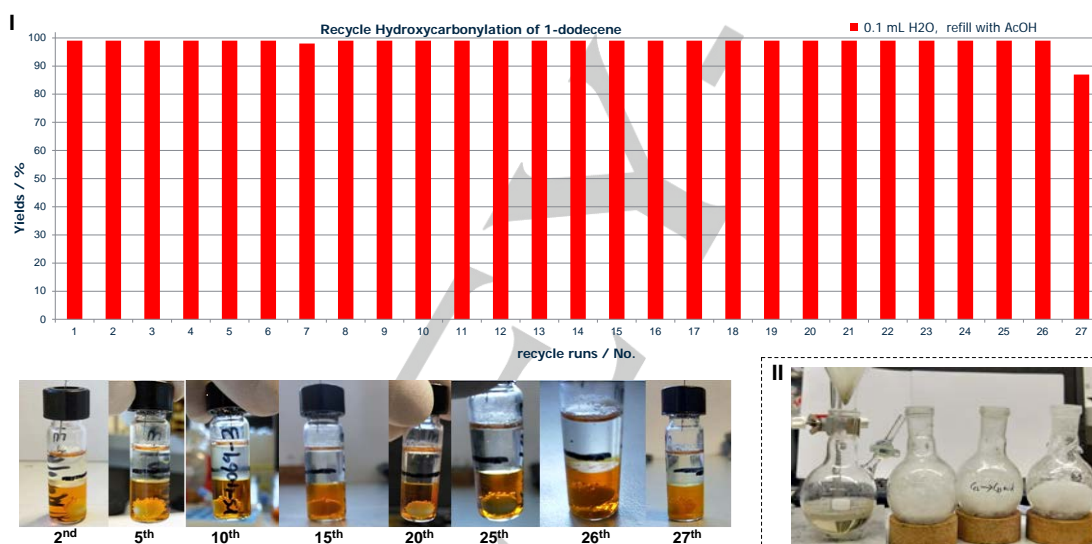 I
Recycle Hydroxycarbonylation of 1-dodecene
0.1 mL H2O, refill with AcOH
100
90
80
70
60
50
40
30
20
10
0
Yields / %
1 2 3 4 5 6 7 8 9 10 11 12 13 14 15 16 17 18 19 20 21 22 23 24 25 26 27
recycle runs / No.
2nd 5th 10th 15th 20th 25th 26th 27th
II